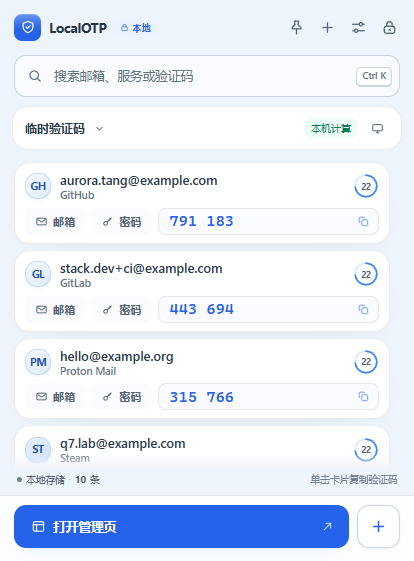 LocalOTP 本地
搜索邮箱、服务或验证码 Ctrl K
临时验证码 本机计算
GH aurora.tang@example.com 22
GitHub
邮箱 密码 791 183
GL stack.dev+ci@example.com 22
GitLab
邮箱 密码 443 694
PM hello@example.org 22
Proton Mail
邮箱 密码 315 766
ST q7.lab@example.com 22
Steam
本地存储 · 10 条 单击卡片复制验证码
打开管理页